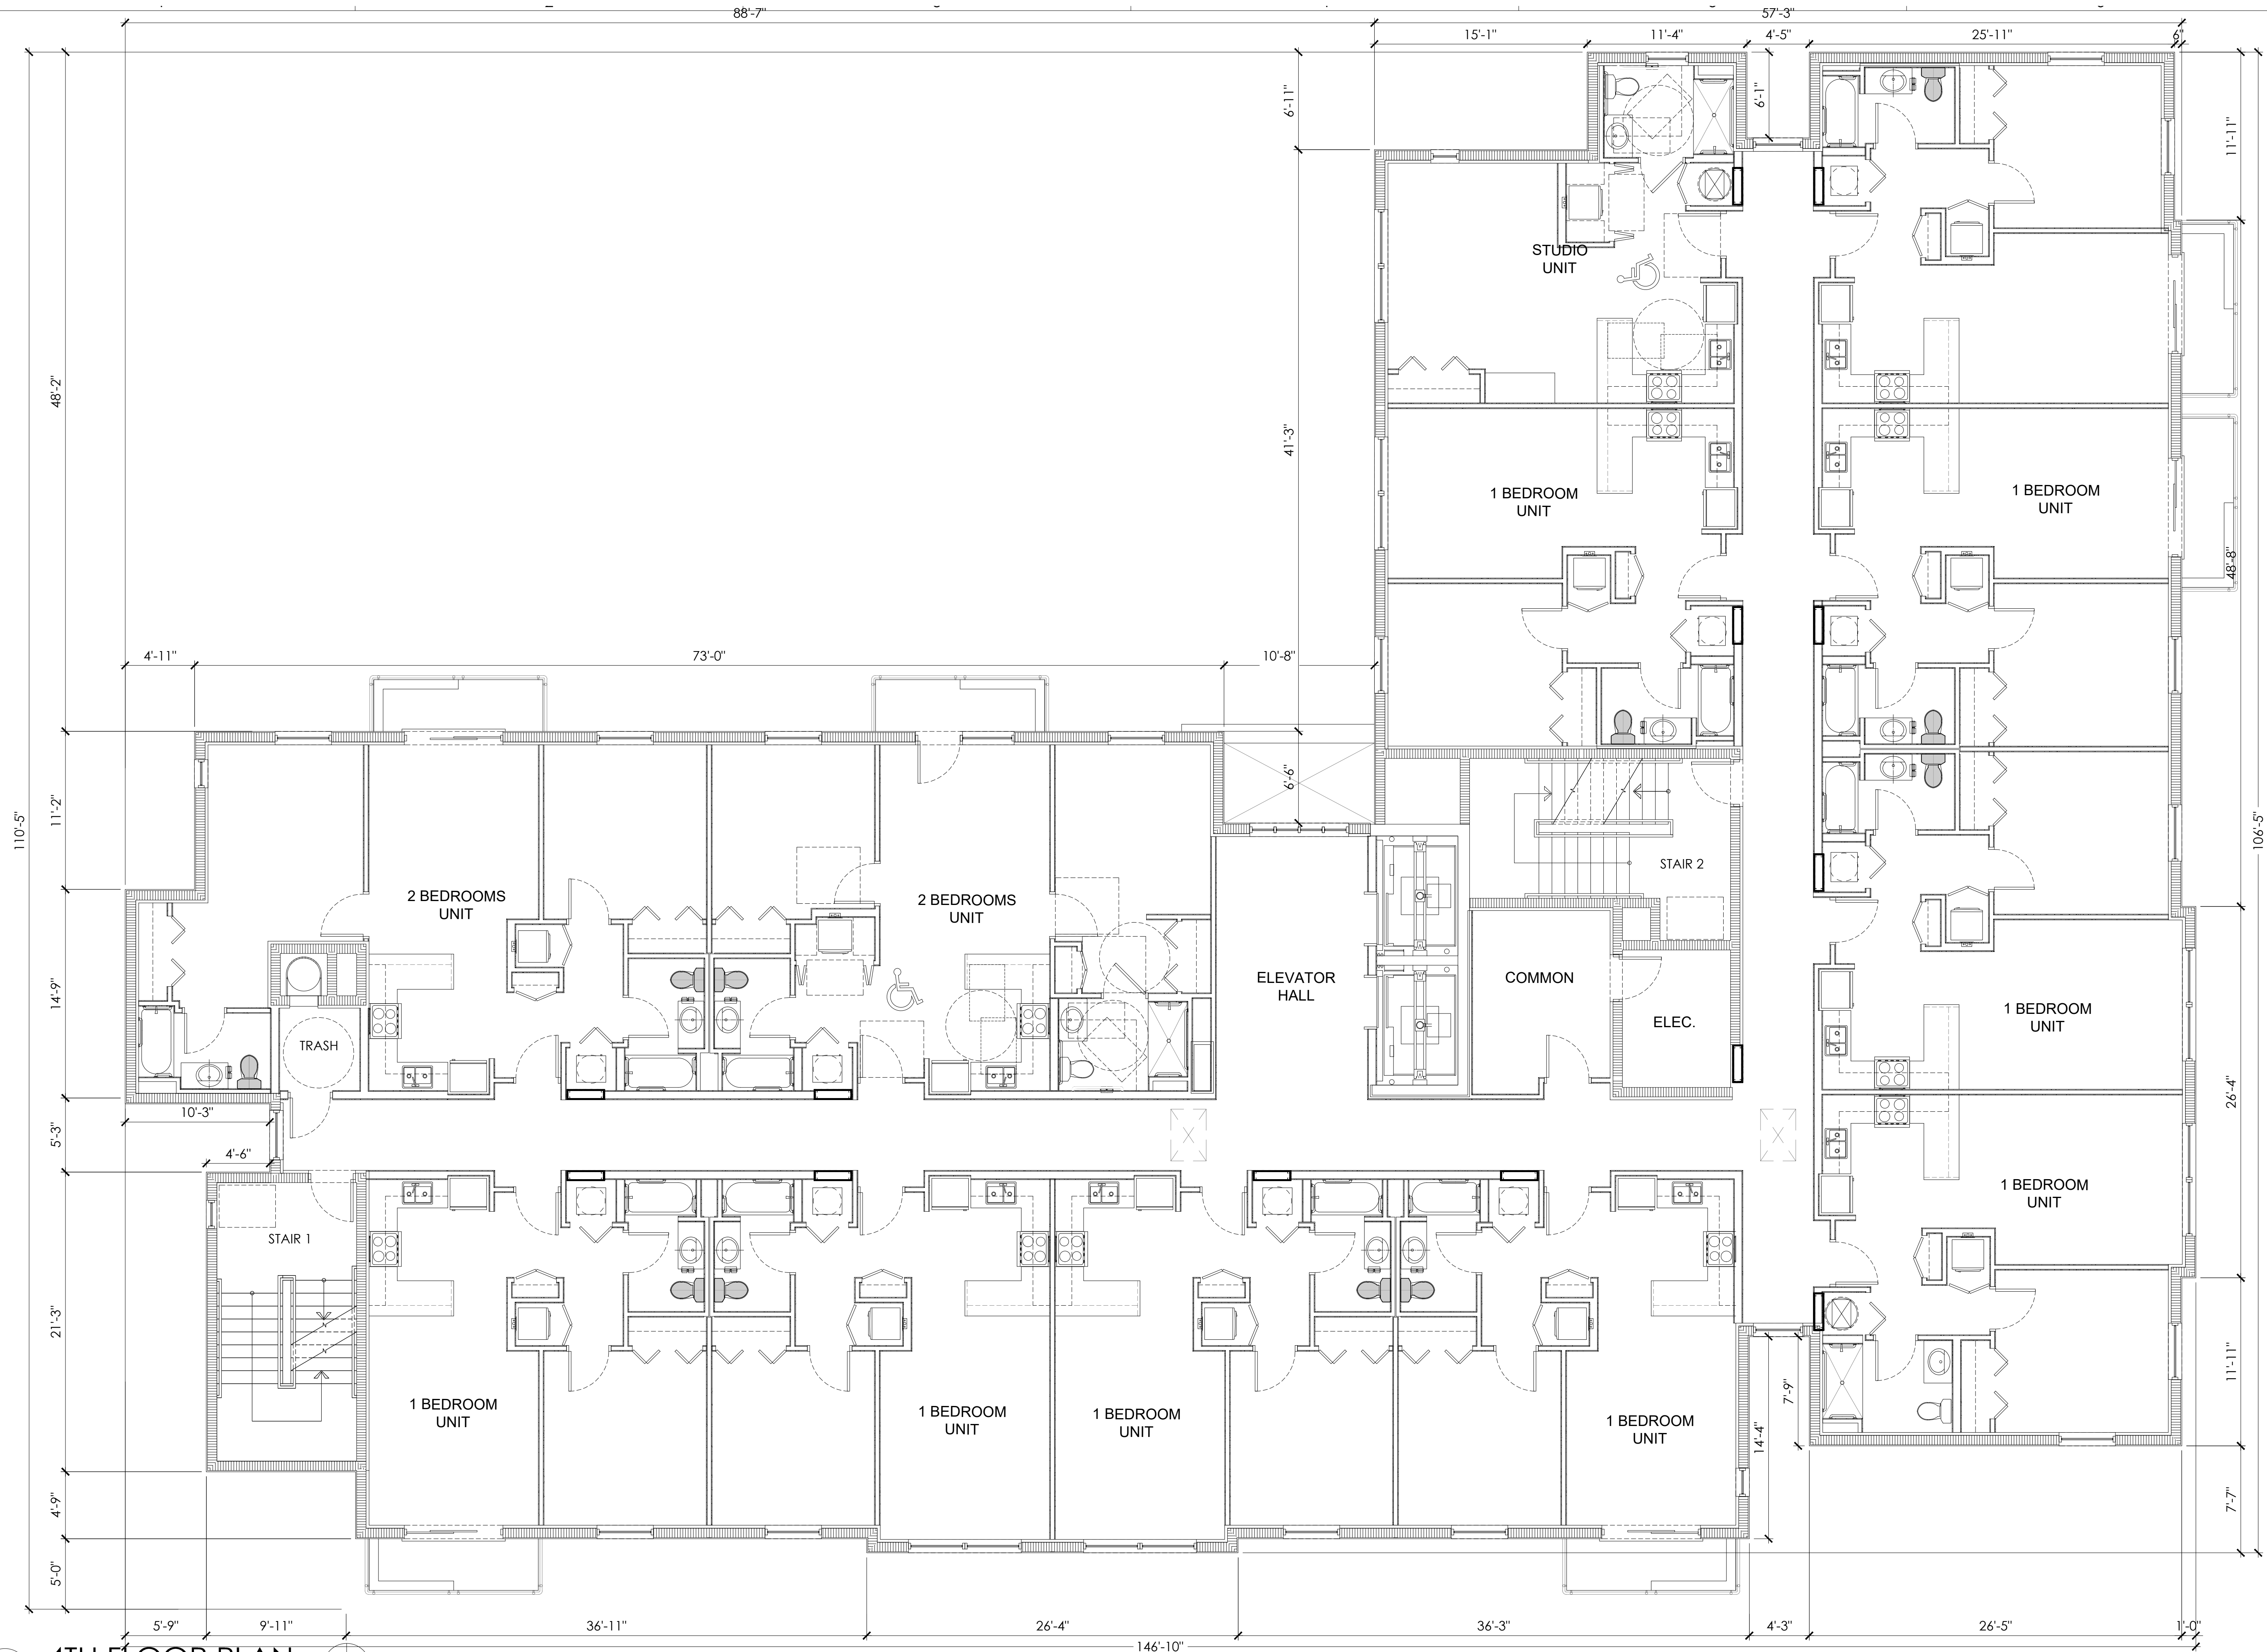 88'-7"
57'-3"
15'-1"
11'-4"
4'-5"
25'-11"
6"
6'-11"
6'-1"
11'-11"
48'-2"
41'-3"
STUDIO
UNIT
1 BEDROOM
UNIT
1 BEDROOM
UNIT
48'-8"
4'-11"
73'-0"
10'-8"
6'-6"
110'-5"
11'-2"
106'-5"
STAIR 2
2 BEDROOMS
UNIT
2 BEDROOMS
UNIT
ELEVATOR
HALL
COMMON
ELEC.
1 BEDROOM
UNIT
14'-9"
TRASH
10'-3"
5'-3"
4'-6"
26'-4"
1 BEDROOM
UNIT
STAIR 1
21'-3"
1 BEDROOM
UNIT
1 BEDROOM
UNIT
1 BEDROOM
UNIT
1 BEDROOM
UNIT
7'-9"
14'-4"
11'-11"
4'-9"
7'-7"
5'-0"
5'-9"
9'-11"
36'-11"
26'-4"
36'-3"
4'-3"
26'-5"
1'-0"
146'-10"
4TH FLOOR PLAN